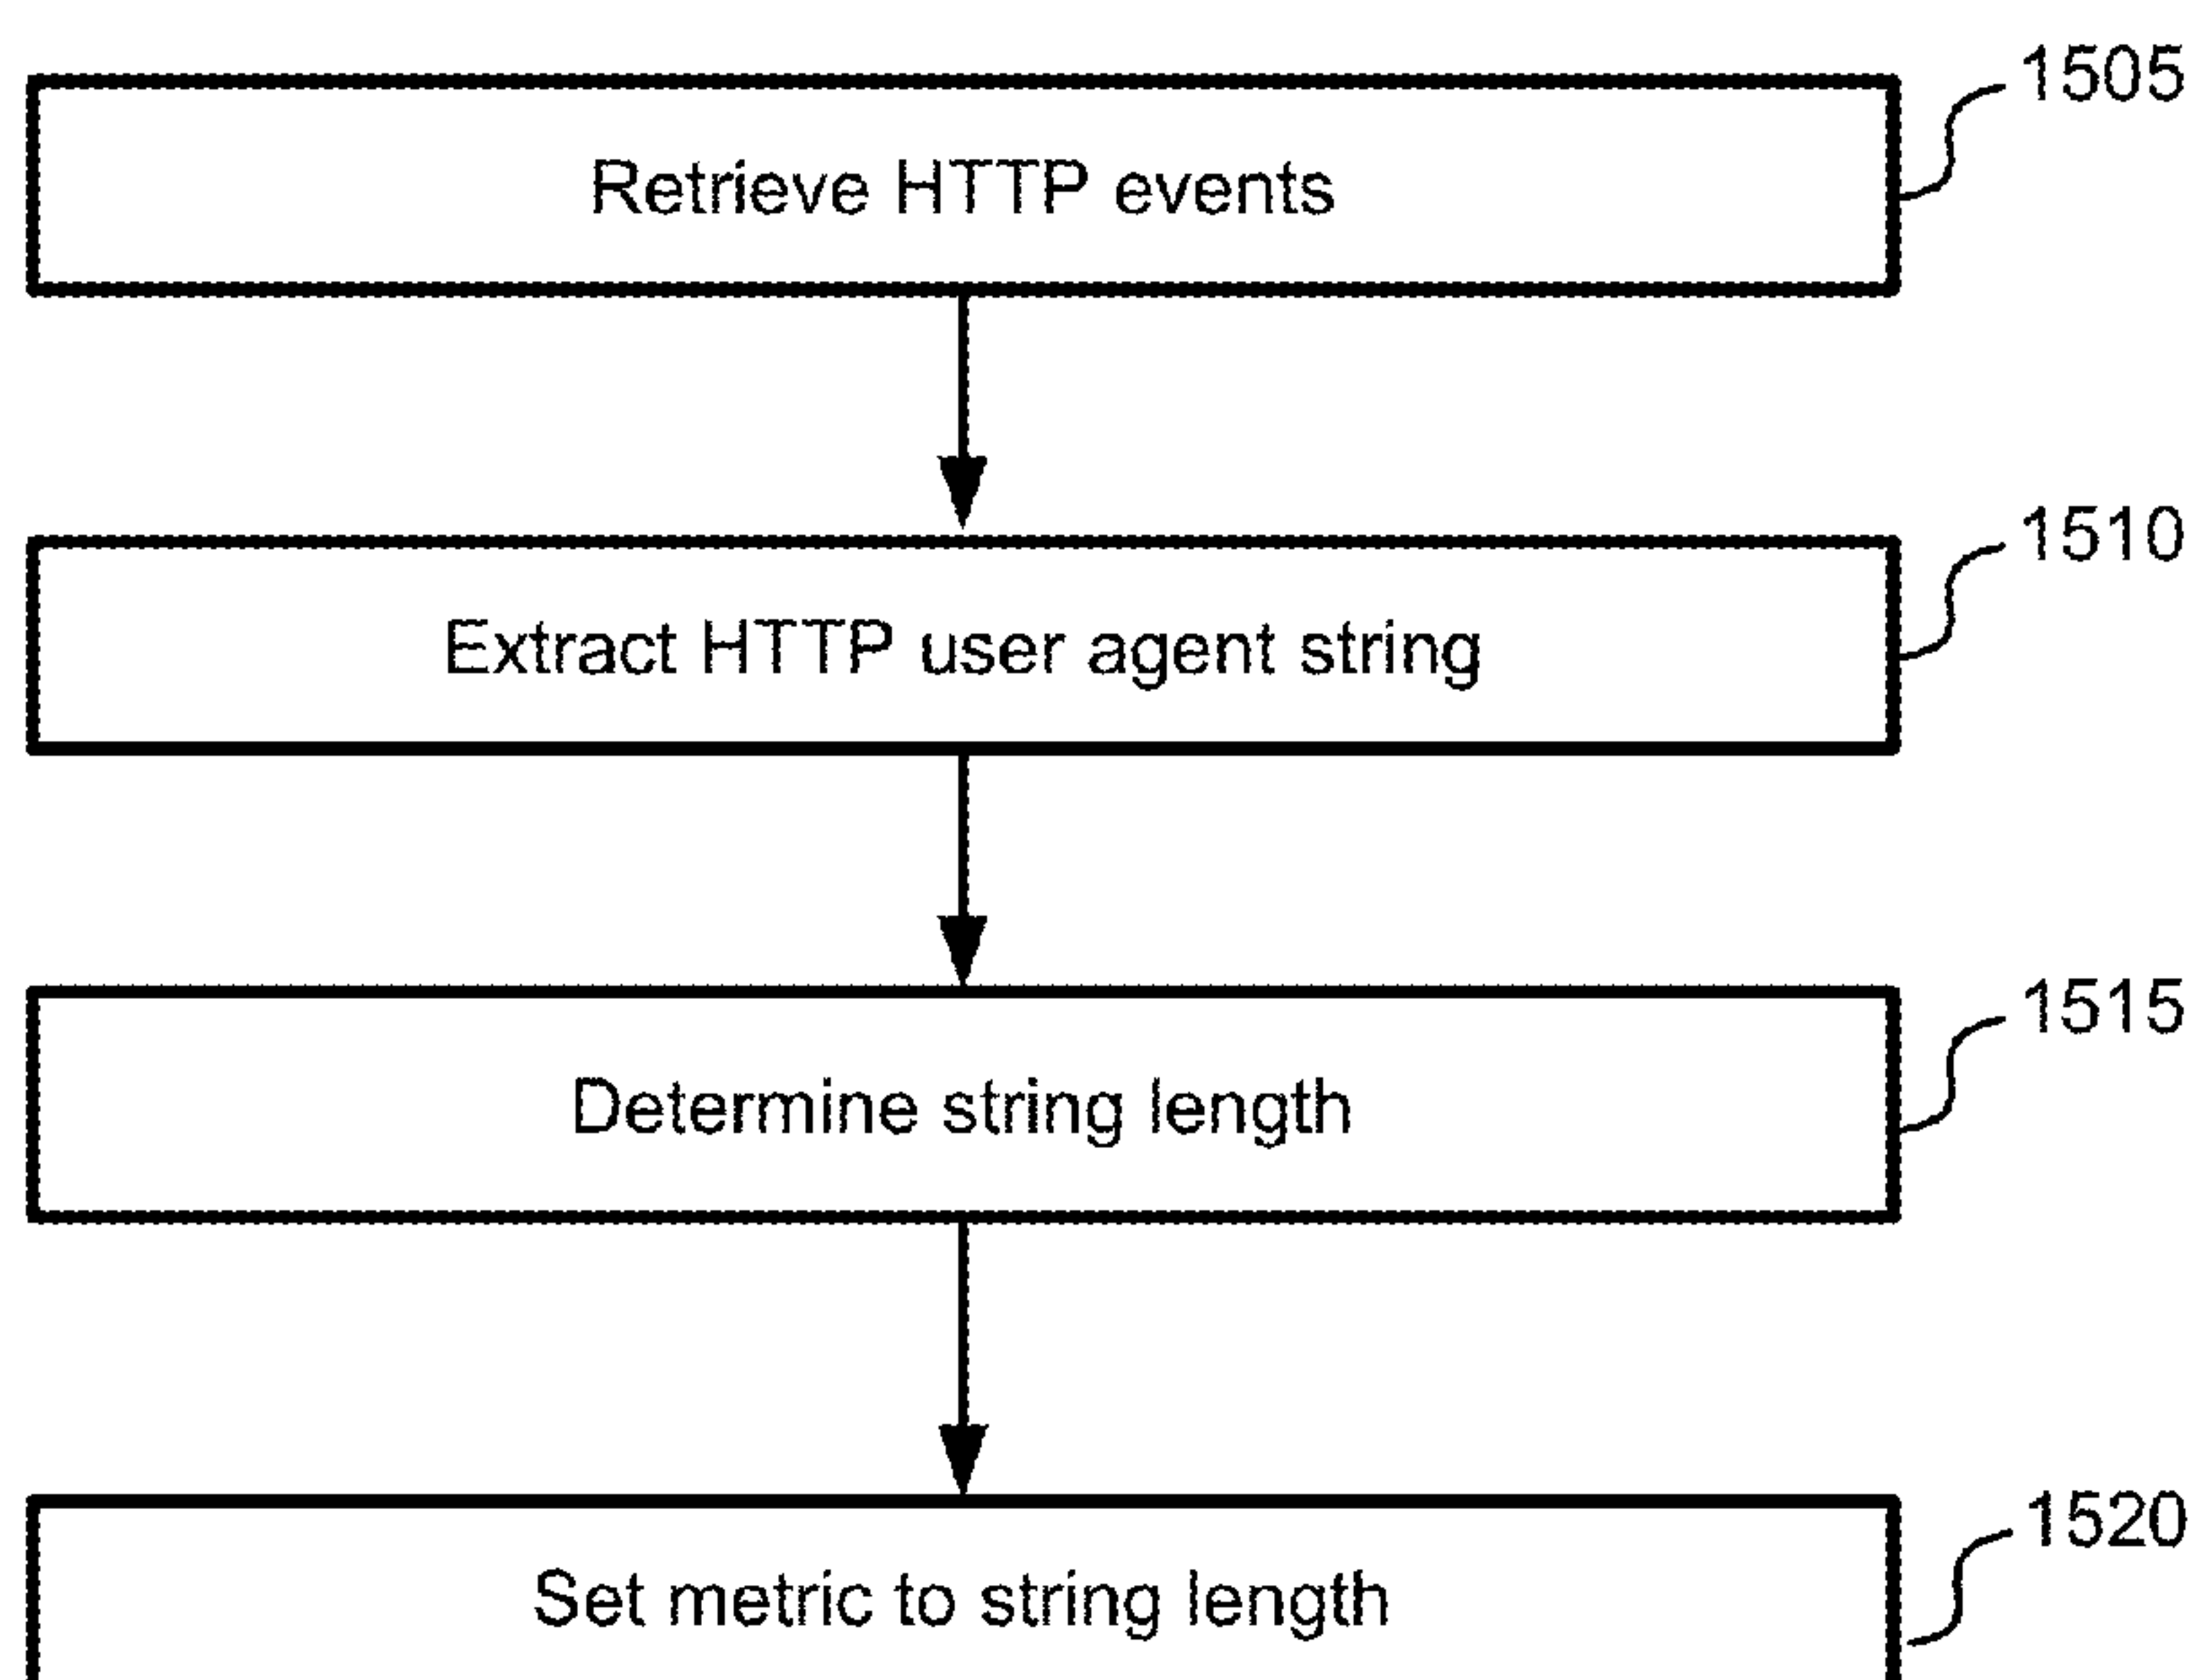 1505
Retrieve HTTP events
1510
Extract HTTP user agent string
1515
Determine string length
1520
Set metric to string length